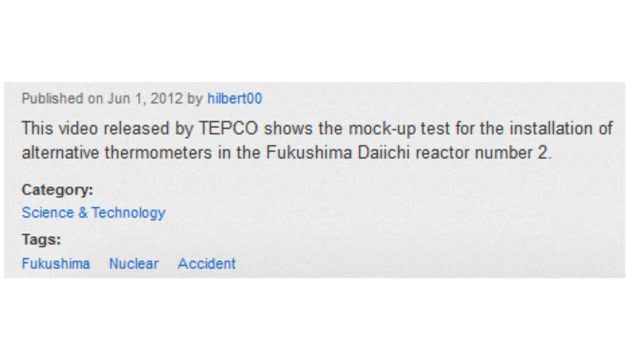 Published on Jun 1, 2012 by hilbert00
This video released by TEPCO shows the mock-up test for the installation of
alternative thermometers in the Fukushima Daiichi reactor number 2.
Category:
Science & Technology
Tags:
Fukushima Nuclear Accident